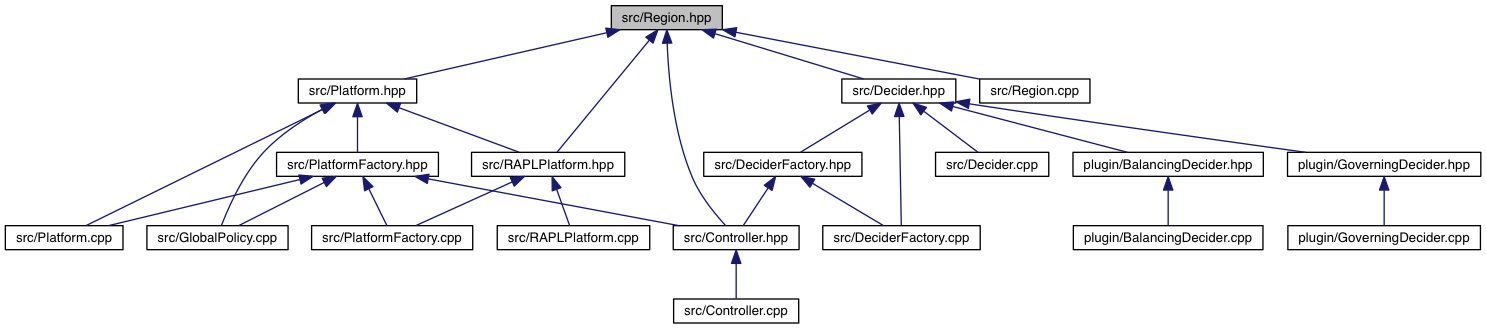 src/Region.hpp
src/Platform.hpp
src/Decider.hpp
src/Region.cpp
src/PlatformFactory.hpp
src/RAPLPlatform.hpp
src/DeciderFactory.hpp
src/Decider.cpp
plugin/BalancingDecider.hpp
plugin/GoverningDecider.hpp
src/Platform.cpp
src/GlobalPolicy.cpp
src/PlatformFactory.cpp
src/RAPLPlatform.cpp
src/Controller.hpp
src/DeciderFactory.cpp
plugin/BalancingDecider.cpp
plugin/GoverningDecider.cpp
src/Controller.cpp